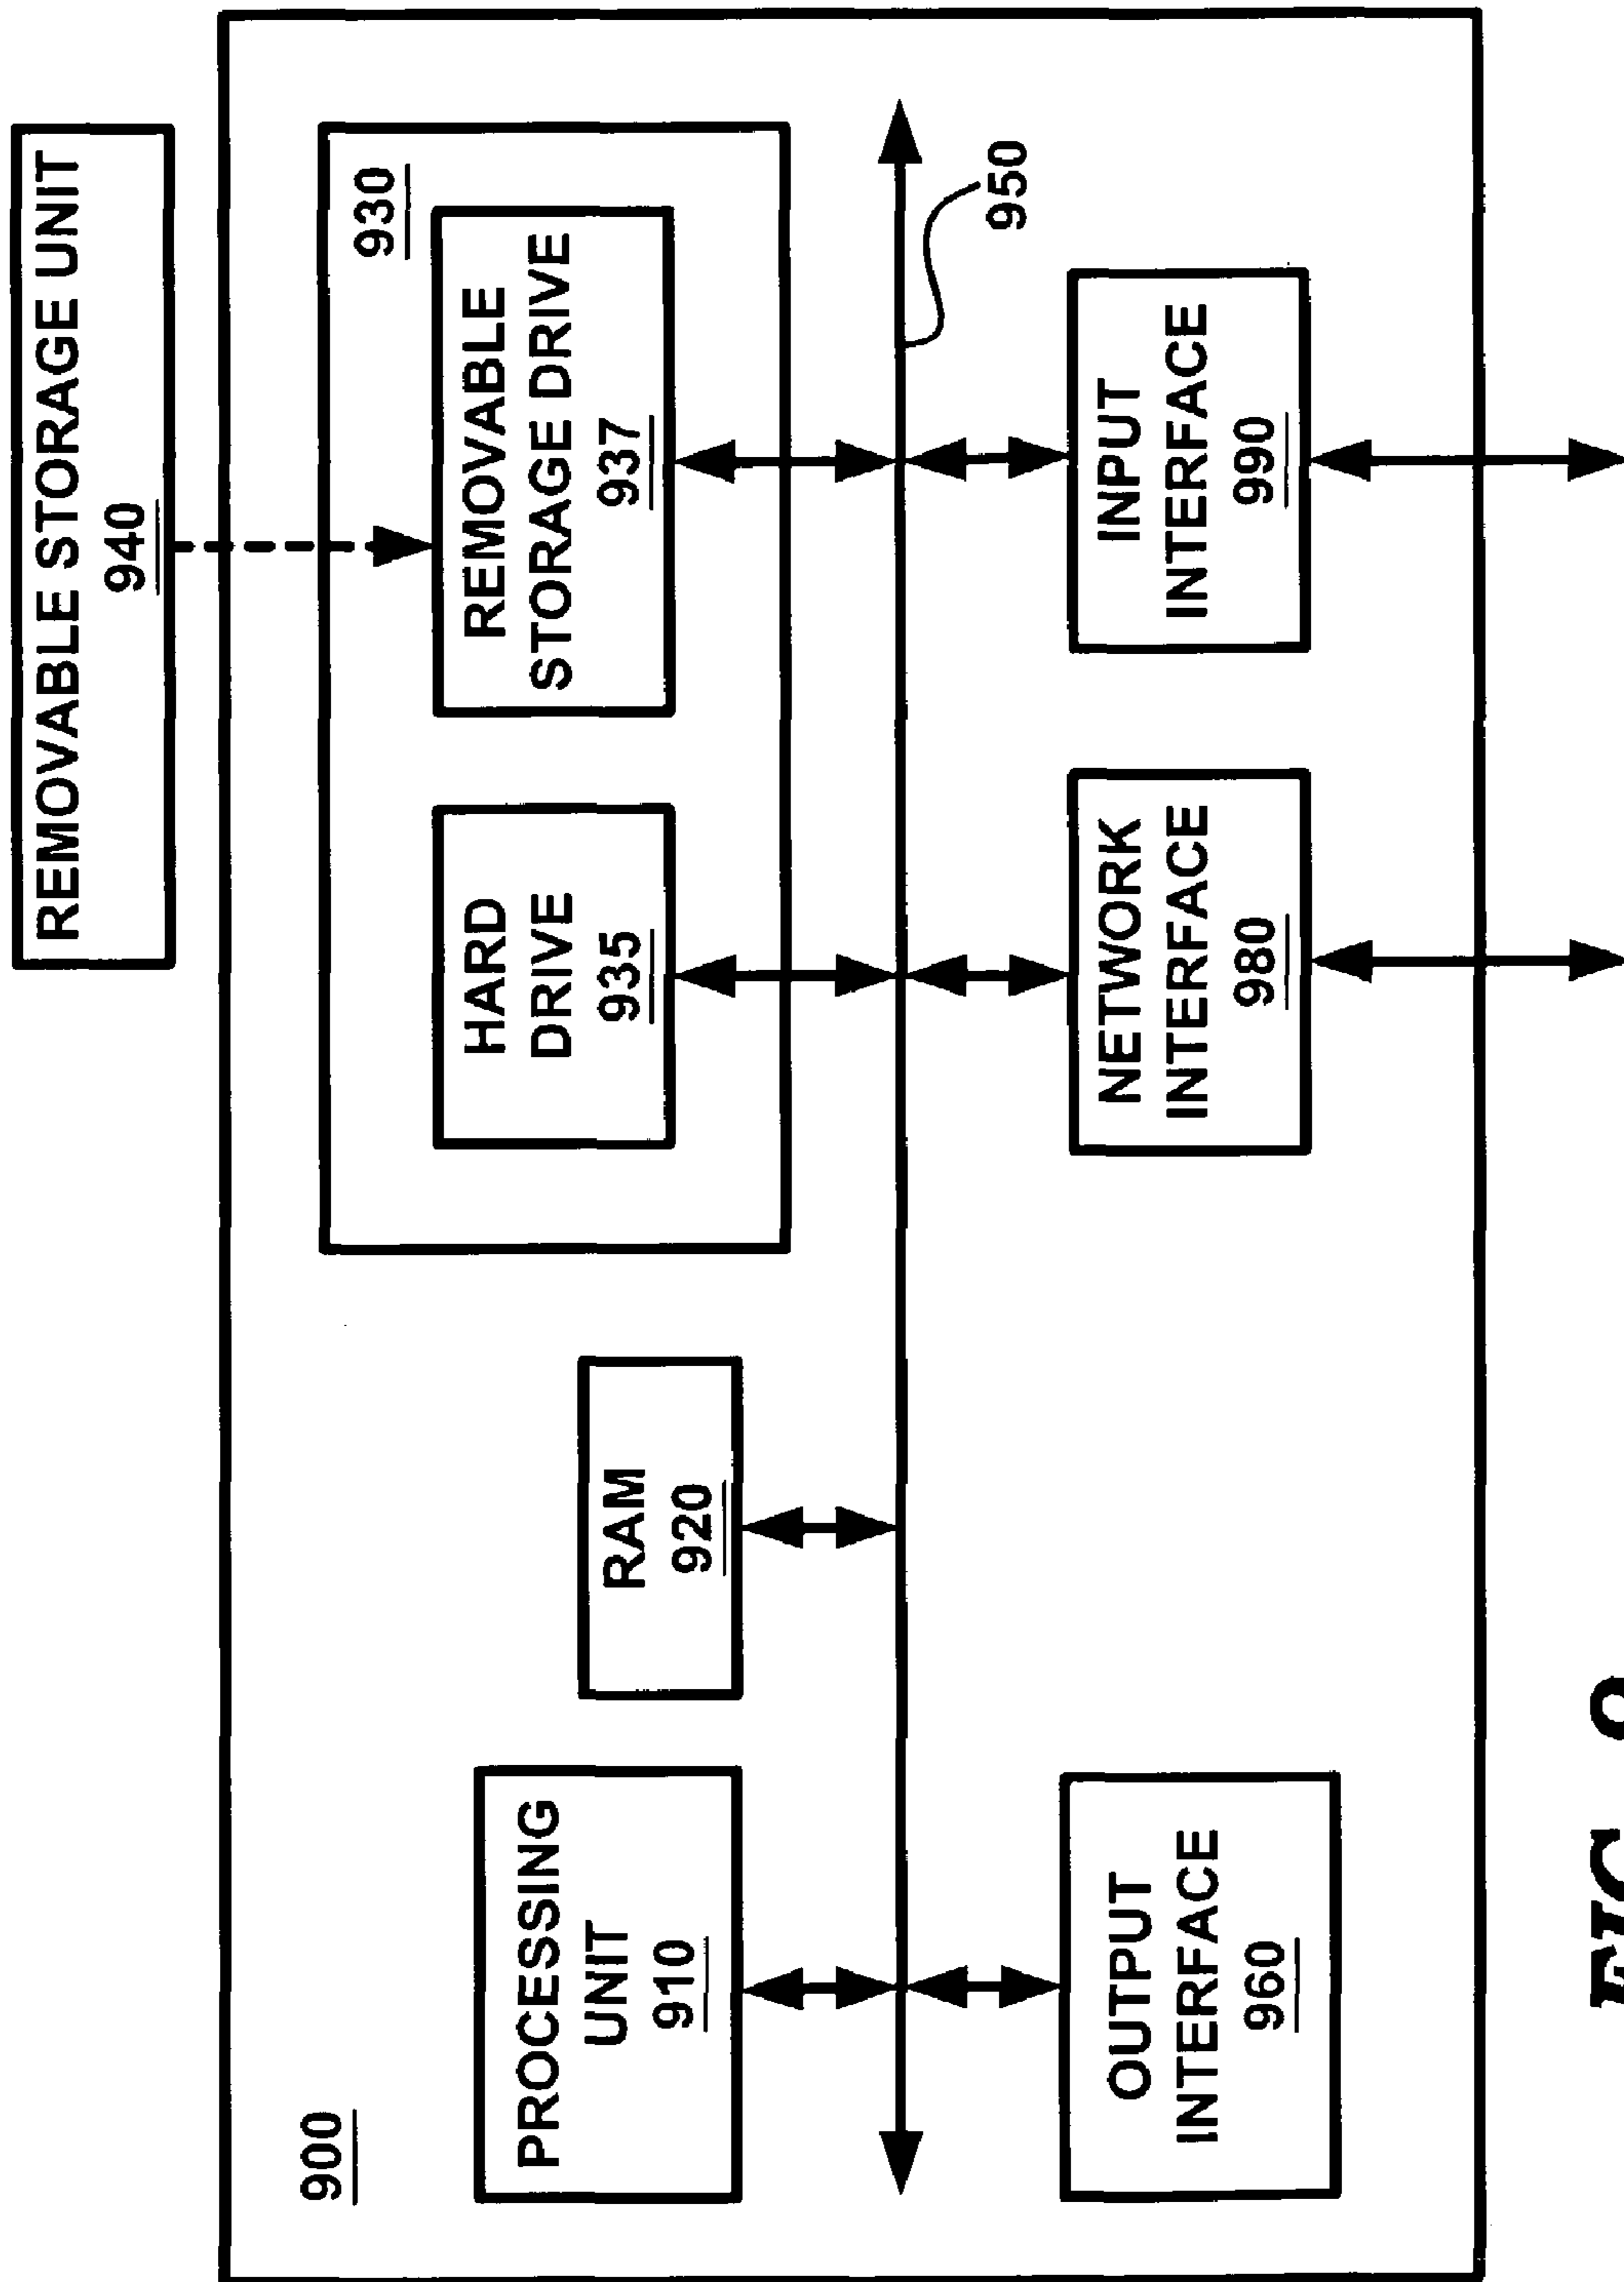 REMOVABLE STORAGE UNIT
940
900
930
PROCESSING
UNIT
910
RAM
920
HARD
DRIVE
935
REMOVABLE
STORAGE DRIVE
937
950
OUTPUT
INTERFACE
960
NETWORK
INTERFACE
980
INPUT
INTERFACE
990
FIG